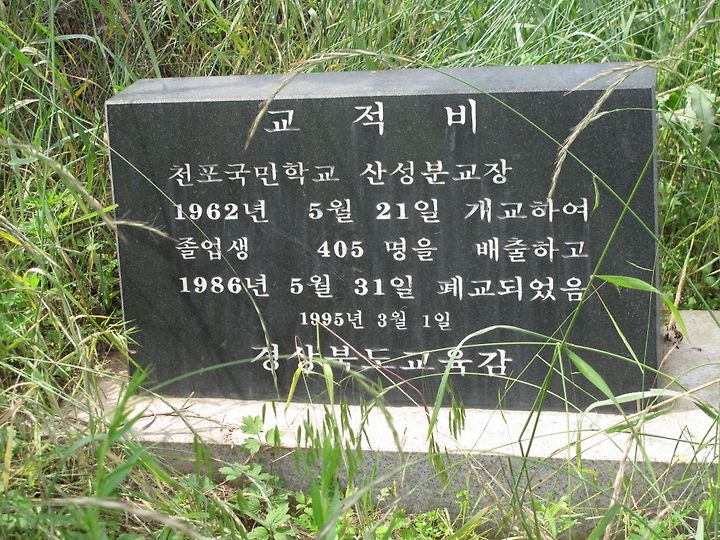 교적비
천포국민학교 산성분교장
1962년 5월 21일 개교하여
졸업생 405 명을 배출하고
1986년 5월 31일 폐교되었음
1995년 3월 1일
경상북도교육감